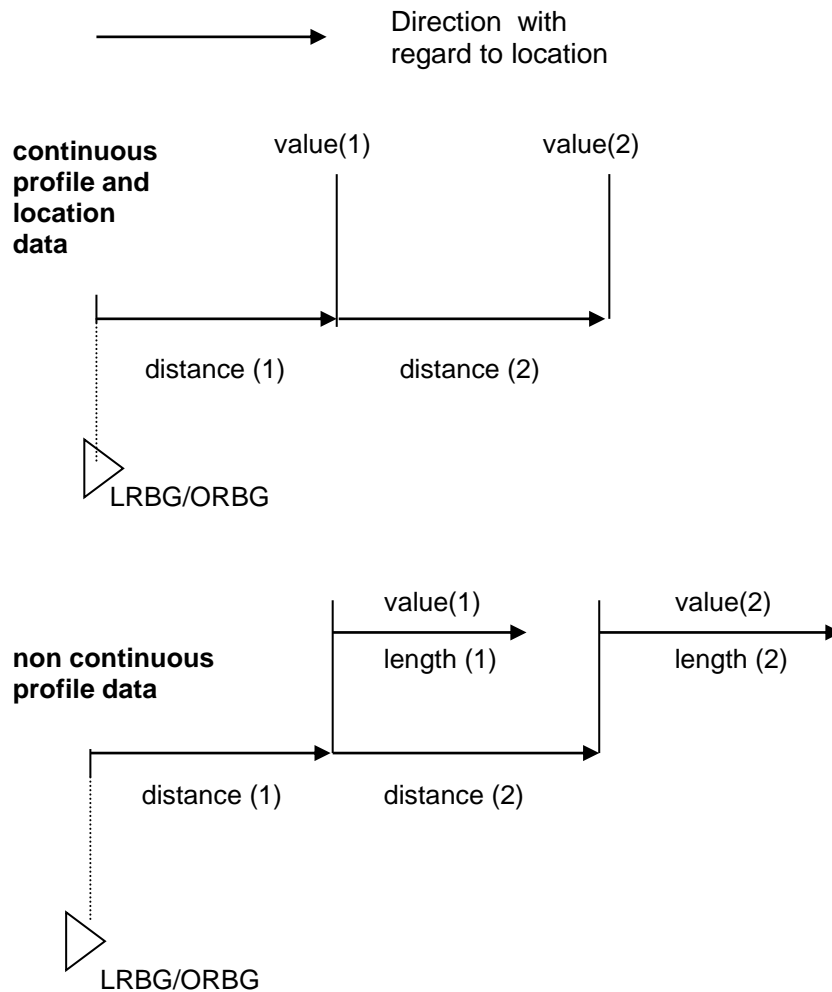 Direction with
regard to location
continuous
profile and
location
data
value(1)
value(2)
distance (1)
distance (2)
LRBG/ORBG
non continuous
profile data
value(1)
value(2)
length (1)
length (2)
distance (1)
distance (2)
LRBG/ORBG